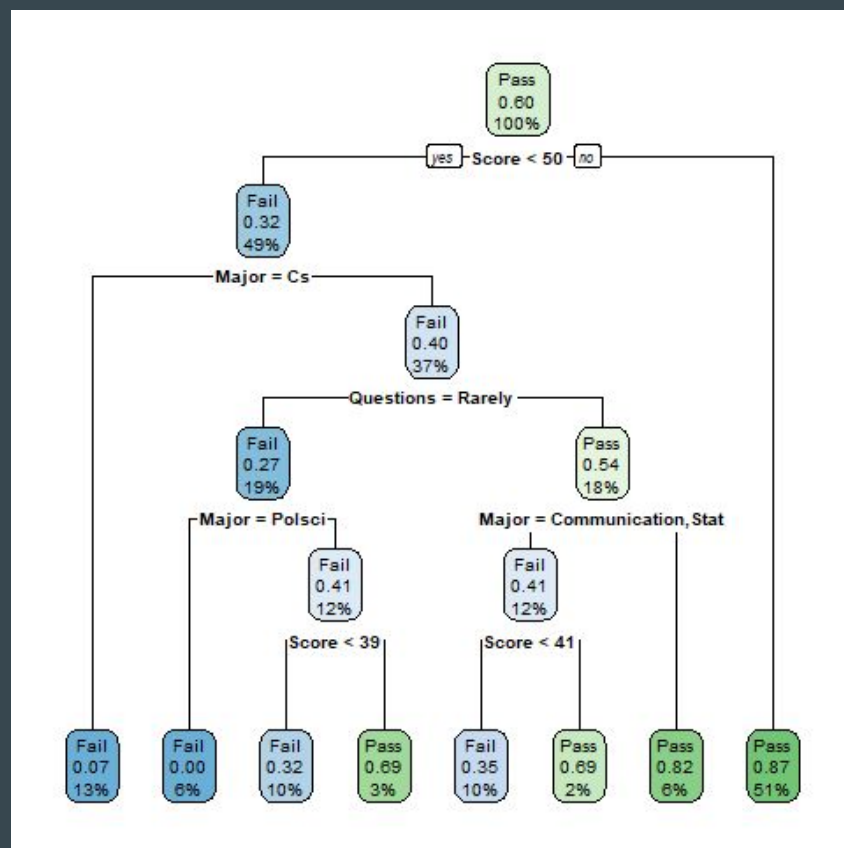 Pass
0.60
100%
yes Score < 50 no
Fail
0.32
49%
Major = Cs
Fail
0.40
37%
Questions = Rarely
Fail
0.27
19%
Pass
0.54
18%
Major = Polsci
Major = Communication,Stat
Fail
0.41
12%
Fail
0.41
12%
Score < 39
Score < 41
Fail
0.07
13%
Fail
0.00
6%
Fail
0.32
10%
Pass
0.69
3%
Fail
0.35
10%
Pass
0.69
2%
Pass
0.82
6%
Pass
0.87
51%